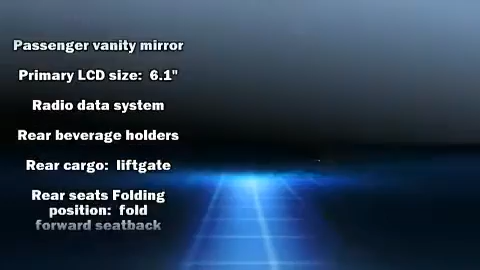 Passenger vanity mirror
Primary LCD size:  6.1"
Radio data system
Rear beverage holders
Rear cargo:  liftgate
Rear seats Folding
position:  fold
forward seatback